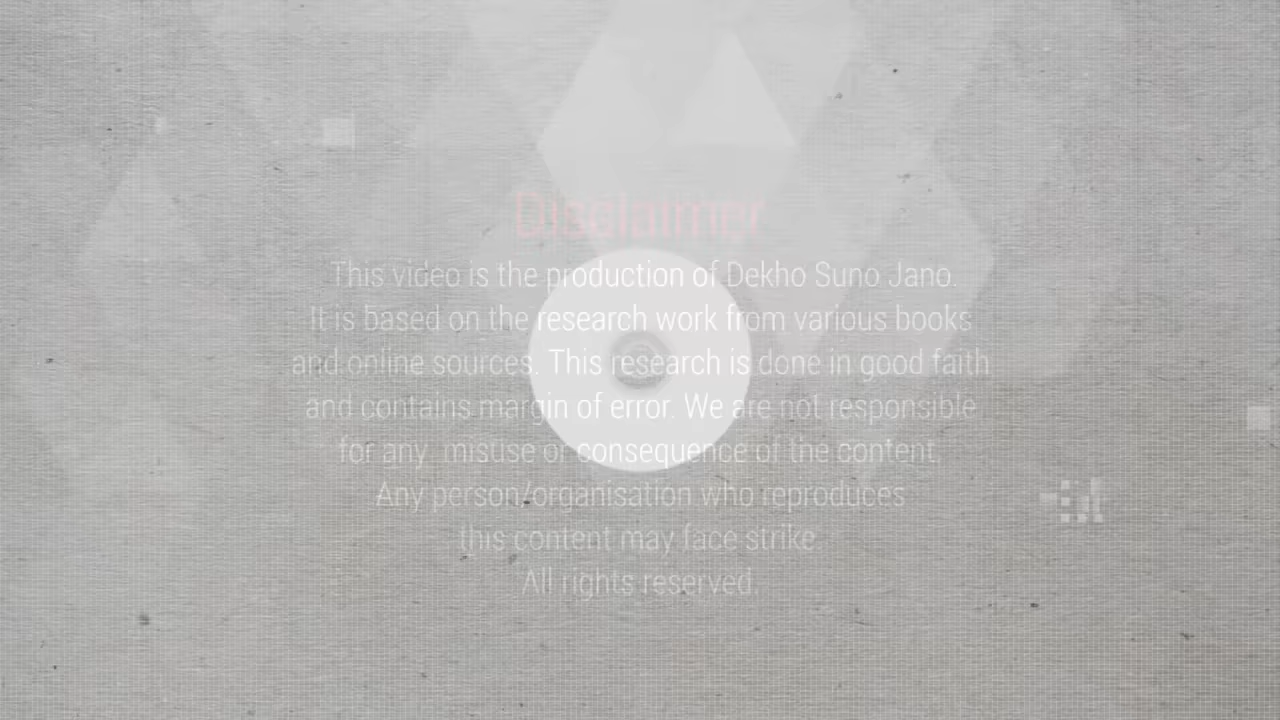 Disclaimer
This video is the production of Dekho Suno Jano.
It is based on the research work from various books
and online sources. This research is done in good faith
and contains margin of error. We are not responsible
for any  mistuse or consequence of the content.
Any person/organisation who reproduces
this content may face strike.
All rights reserved.